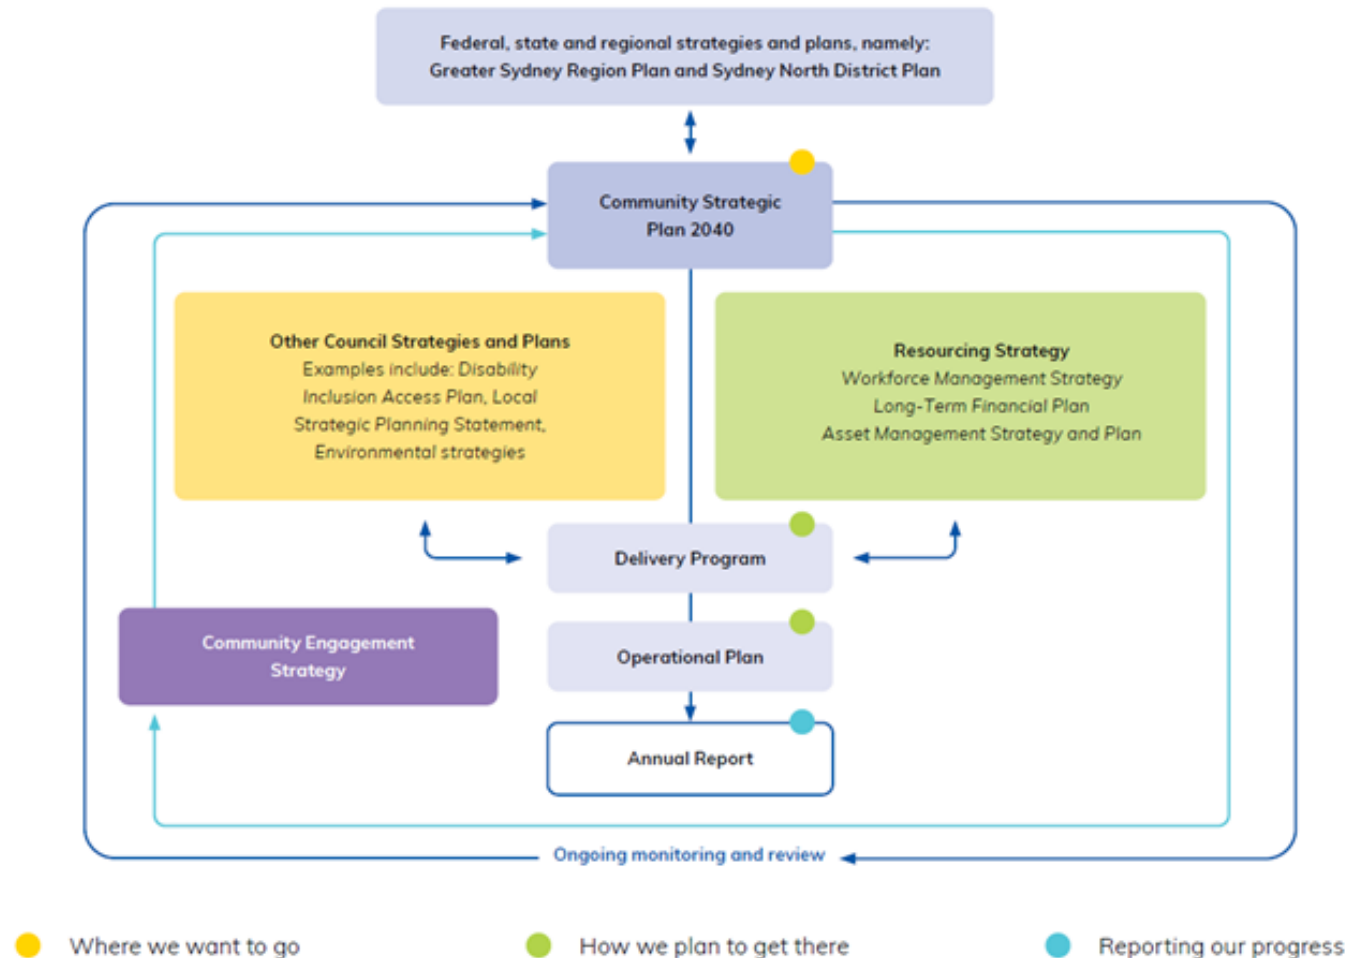 Federal, state and regional strategies and plans, namely:
Greater Sydney Region Plan and Sydney North District Plan
Community Strategic
Plan 2040
Other Council Strategies and Plans
Examples include: Disability
Inclusion Access Plan, Local
Strategic Planning Statement,
Environmental strategies
Resourcing Strategy
Workforce Management Strategy
Long-Term Financial Plan
Asset Management Strategy and Plan
Delivery Program
Community Engagement
Strategy
Operational Plan
Annual Report
Ongoing monitoring and review
Where we want to go
How we plan to get there
Reporting our progress